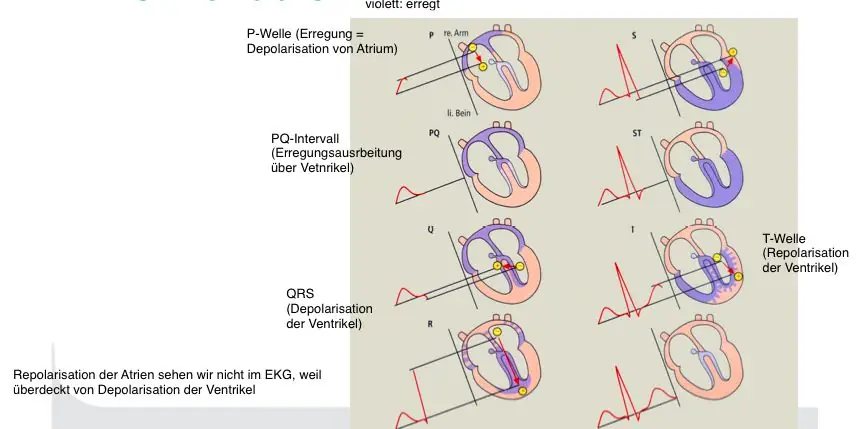 violett: erregt
P-Welle (Erregung =
Depolarisation von Atrium)
P
re. Arm
S
li. Bein
PQ-Intervall
(Erregungsausrbeitung
über Vetnrikel)
PQ
ST
Q
T
T-Welle
(Repolarisation
der Ventrikel)
QRS
(Depolarisation
der Ventrikel)
R
Repolarisation der Atrien sehen wir nicht im EKG, weil
überdeckt von Depolarisation der Ventrikel